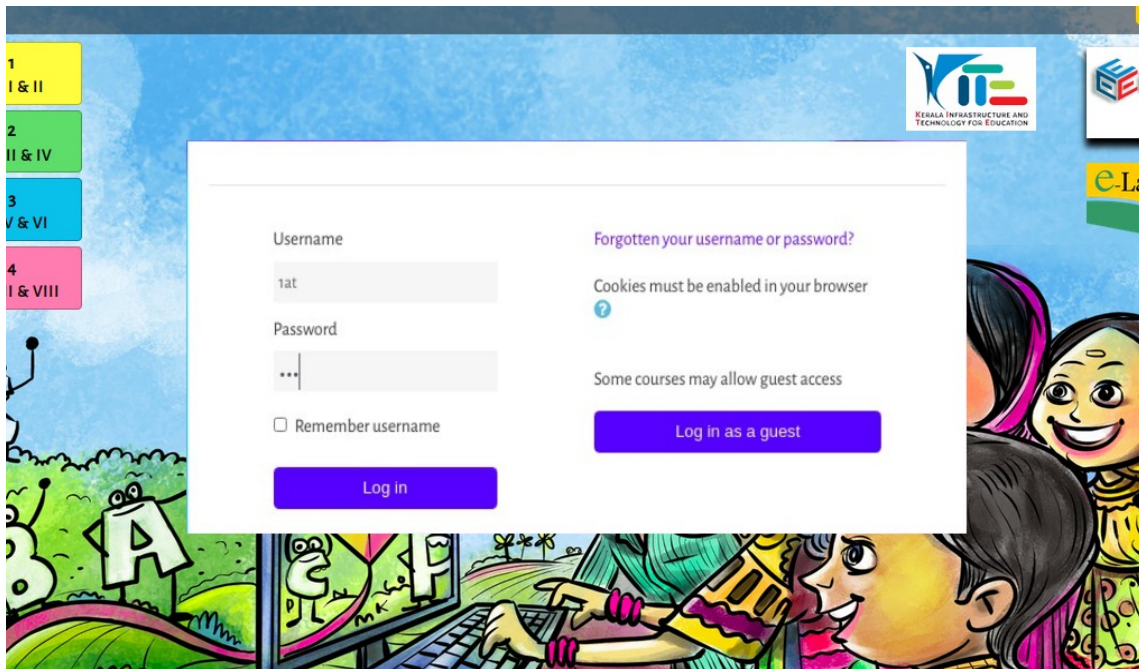 1
I & II
2
II & IV
3
V & VI
4
I & VIII
KERALA INFRASTRUCTURE AND
TECHNOLOGY FOR EDUCATION
e-La
Username
1at
Password
•••
Remember username
Log in
Forgotten your username or password?
Cookies must be enabled in your browser
?
Some courses may allow guest access
Log in as a guest
B
A
C
F